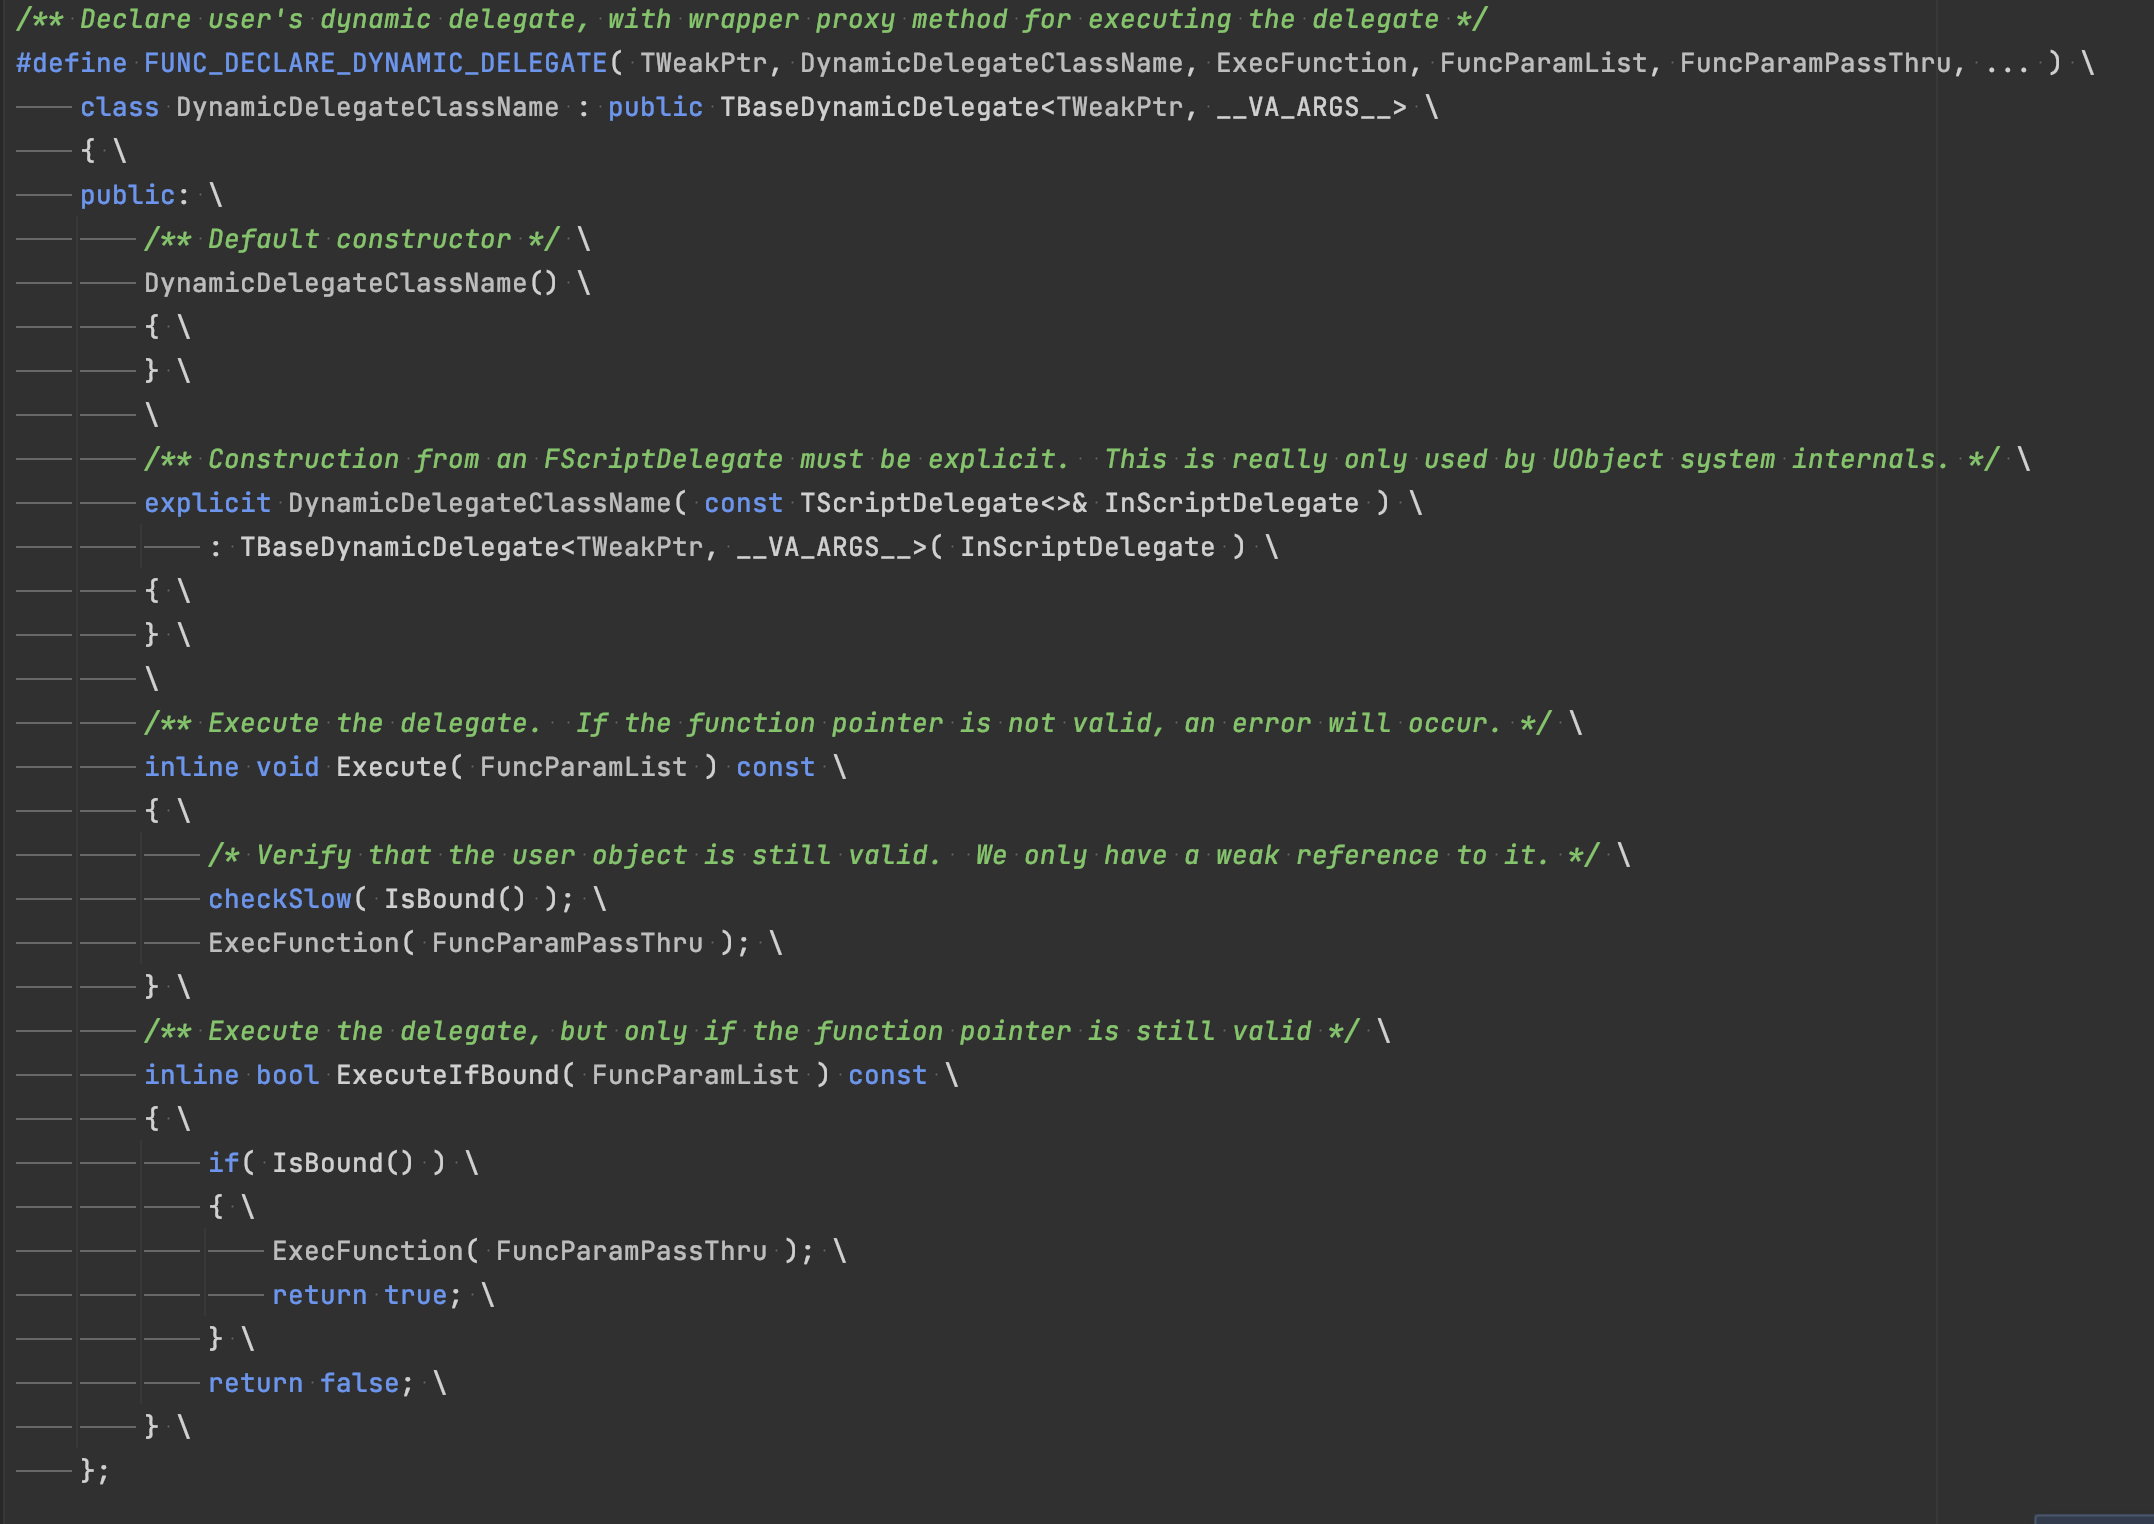 /** Declare user's dynamic delegate, with wrapper proxy method for executing the delegate */
#define FUNC_DECLARE_DYNAMIC_DELEGATE( TWeakPtr, DynamicDelegateClassName, ExecFunction, FuncParamList, FuncParamPassThru, ... ) \
	class DynamicDelegateClassName : public TBaseDynamicDelegate<TWeakPtr, __VA_ARGS__> \
	{ \
	public: \
		/** Default constructor */ \
		DynamicDelegateClassName() \
		{ \
		} \
		\
		/** Construction from an FScriptDelegate must be explicit.  This is really only used by UObject system internals. */ \
		explicit DynamicDelegateClassName( const TScriptDelegate<>& InScriptDelegate ) \
			: TBaseDynamicDelegate<TWeakPtr, __VA_ARGS__>( InScriptDelegate ) \
		{ \
		} \
		\
		/** Execute the delegate.  If the function pointer is not valid, an error will occur. */ \
		inline void Execute( FuncParamList ) const \
		{ \
			/* Verify that the user object is still valid.  We only have a weak reference to it. */ \
			checkSlow( IsBound() ); \
			ExecFunction( FuncParamPassThru ); \
		} \
		/** Execute the delegate, but only if the function pointer is still valid */ \
		inline bool ExecuteIfBound( FuncParamList ) const \
		{ \
			if( IsBound() ) \
			{ \
				ExecFunction( FuncParamPassThru ); \
				return true; \
			} \
			return false; \
		} \
	};